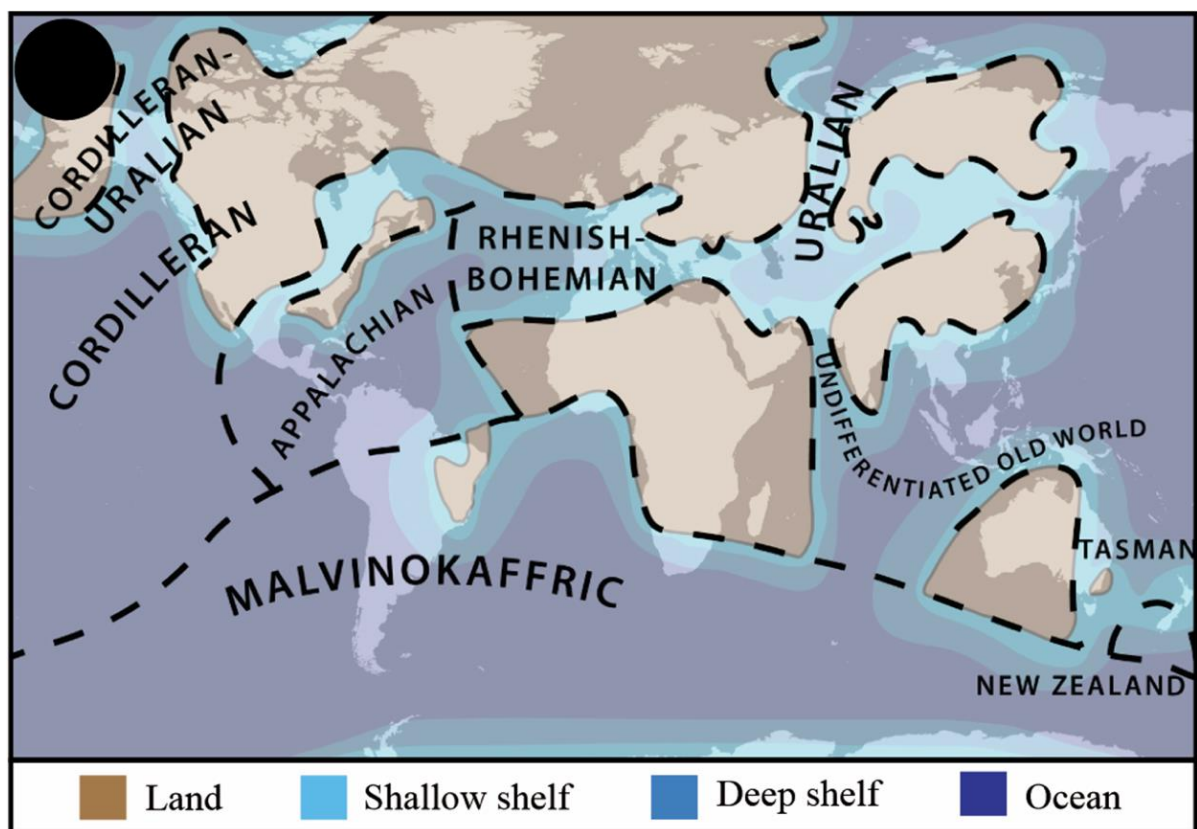 CORDILLERAN-
URALIAN
CORDILLERAN
APPALACHIAN
RHENISH-
BOHEMIAN
URALIAN
UNDIFFERENTIATED OLD WORLD
TASMAN
MALVINOKAFFRIC
NEW ZEALAND
Land
Shallow shelf
Deep shelf
Ocean